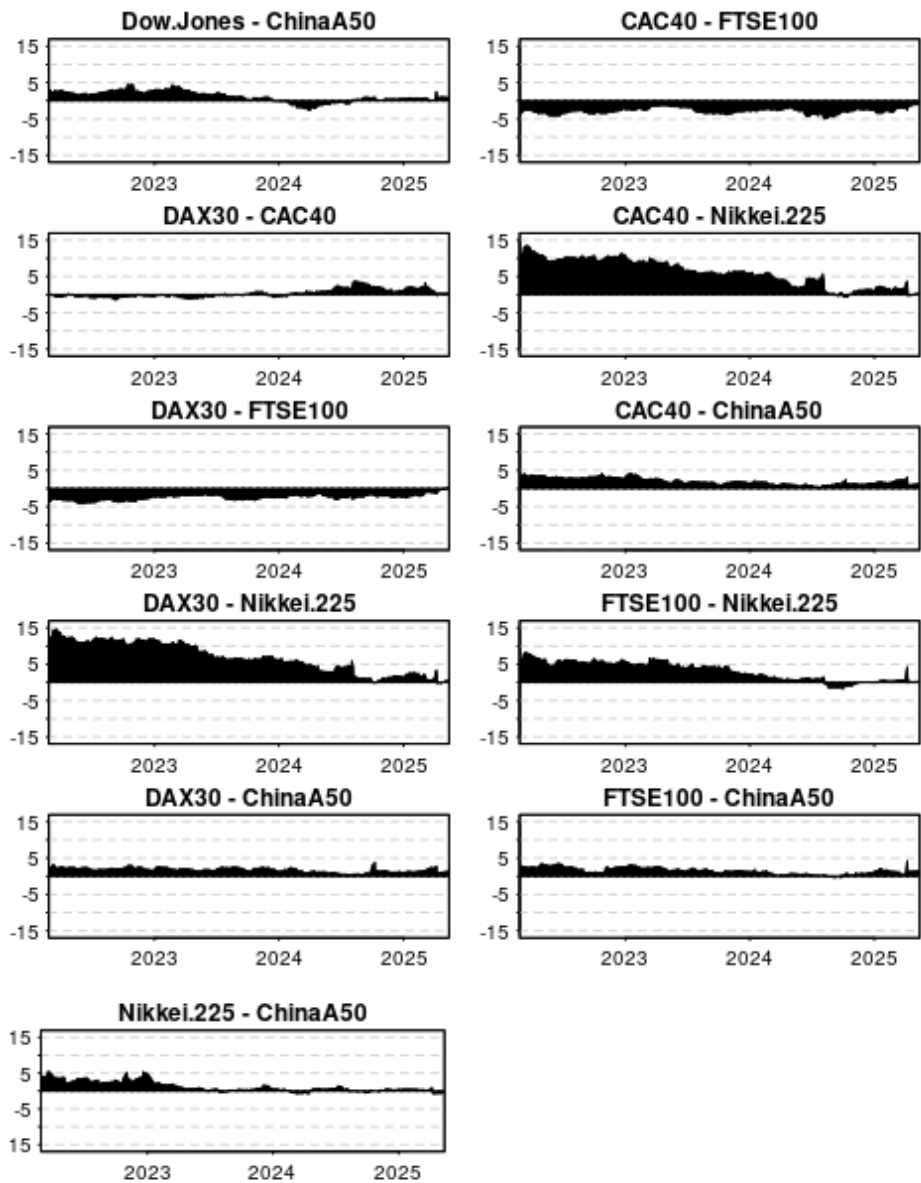 Dow.Jones - ChinaA50
15
5
-5
-15
2023 2024 2025
CAC40 - FTSE100
15
5
-5
-15
2023 2024 2025
DAX30 - CAC40
15
5
-5
-15
2023 2024 2025
CAC40 - Nikkei.225
15
5
-5
-15
2023 2024 2025
DAX30 - FTSE100
15
5
-5
-15
2023 2024 2025
CAC40 - ChinaA50
15
5
-5
-15
2023 2024 2025
DAX30 - Nikkei.225
15
5
-5
-15
2023 2024 2025
FTSE100 - Nikkei.225
15
5
-5
-15
2023 2024 2025
DAX30 - ChinaA50
15
5
-5
-15
2023 2024 2025
FTSE100 - ChinaA50
15
5
-5
-15
2023 2024 2025
Nikkei.225 - ChinaA50
15
5
-5
15
2023 2024 2025